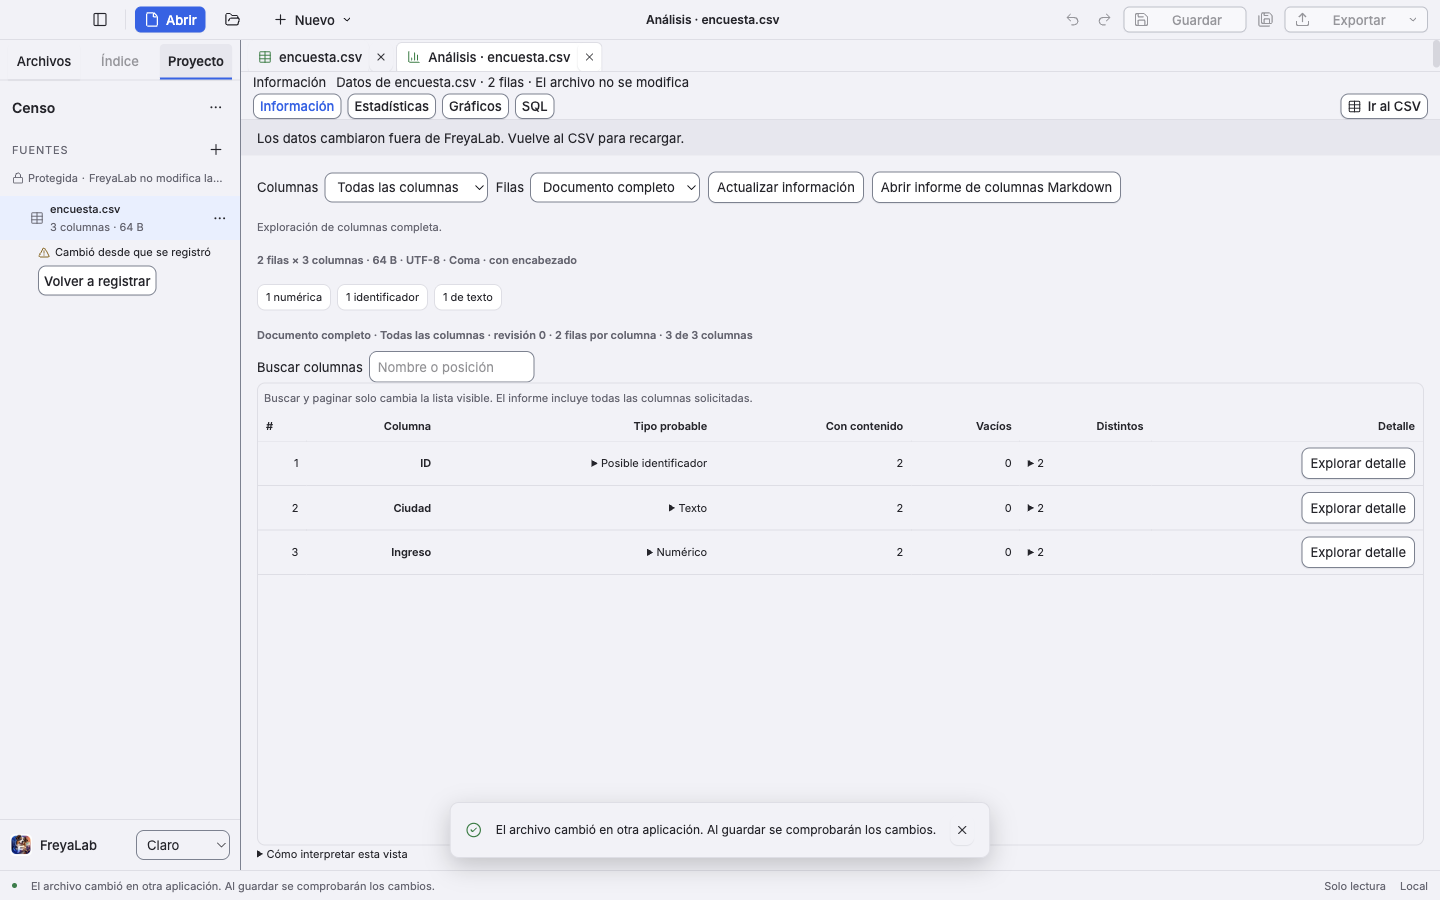 Abrir
Nuevo
Análisis · encuesta.csv
Guardar
Exportar
Archivos
Índice
Proyecto
encuesta.csv
Análisis · encuesta.csv
Información Datos de encuesta.csv · 2 filas · El archivo no se modifica
Información
Estadísticas
Gráficos
SQL
Ir al CSV
Los datos cambiaron fuera de FreyaLab. Vuelve al CSV para recargar.
Censo
FUENTES
Protegida · FreyaLab no modifica la...
encuesta.csv
3 columnas · 64 B
Cambió desde que se registró
Volver a registrar
Columnas Todas las columnas Filas Documento completo Actualizar información Abrir informe de columnas Markdown
Exploración de columnas completa.
2 filas × 3 columnas · 64 B · UTF-8 · Coma · con encabezado
1 numérica 1 identificador 1 de texto
Documento completo · Todas las columnas · revisión 0 · 2 filas por columna · 3 de 3 columnas
Buscar columnas Nombre o posición
Buscar y paginar solo cambia la lista visible. El informe incluye todas las columnas solicitadas.
# Columna Tipo probable Con contenido Vacíos Distintos Detalle
1 ID Posible identificador 2 0 2 Explorar detalle
2 Ciudad Texto 2 0 2 Explorar detalle
3 Ingreso Numérico 2 0 2 Explorar detalle
El archivo cambió en otra aplicación. Al guardar se comprobarán los cambios.
Cómo interpretar esta vista
FreyaLab
Claro
El archivo cambió en otra aplicación. Al guardar se comprobarán los cambios.
Solo lectura Local